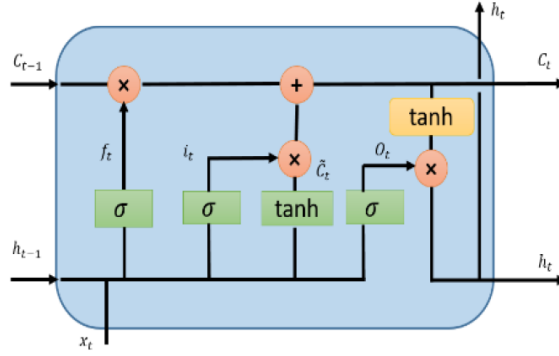 h_t
C_{t-1}
×
+
C_t
tanh
f_t
i_t
×
C̃_t
O_t
×
σ
σ
tanh
σ
h_{t-1}
h_t
x_t